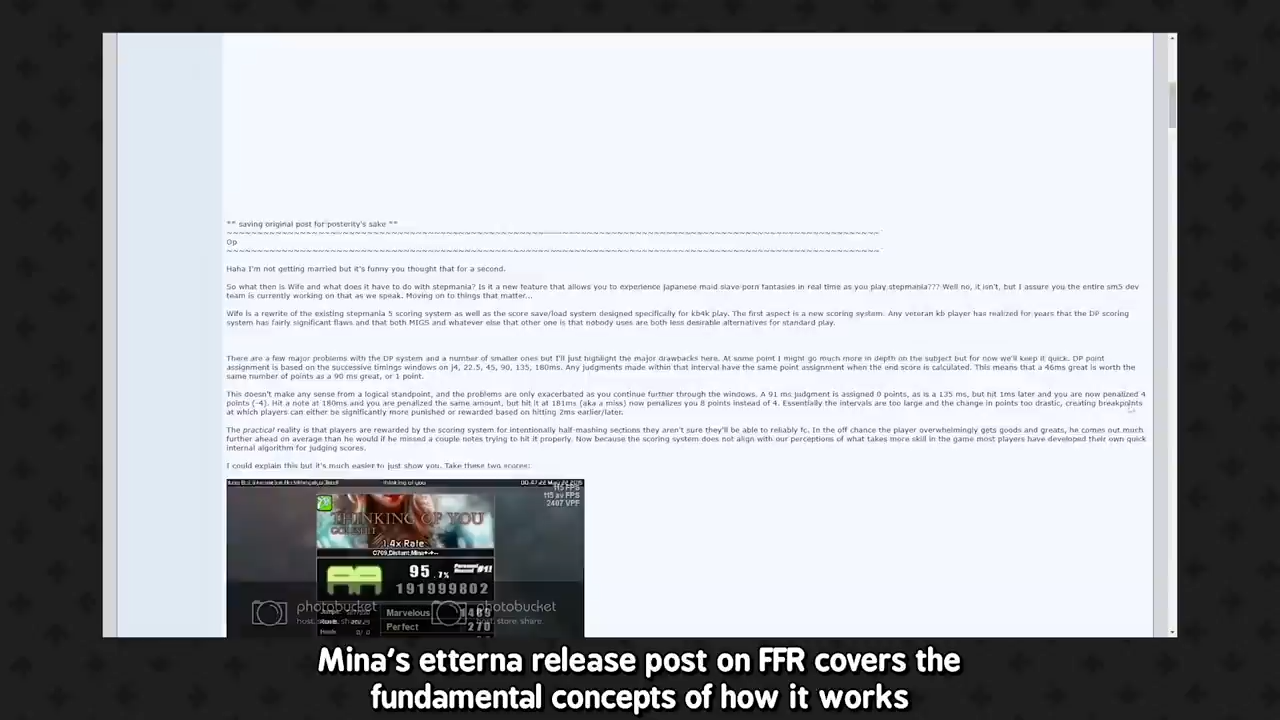 ** saving original post for posterity's sake **
Op
Haha I'm not getting married but it's funny you thought that for a second.
So what then is Wife and what does it have to do with stepmania? Is it a new feature that allows you to experience japanese maid slave porn fantasies in real time as you play stepmania??? Well no, it isn't, but I assure you the entire sm5 dev
team is currently working on that as we speak. Moving on to things that matter...
Wife is a rewrite of the existing stepmania 5 scoring system as well as the score save/load system designed specifically for kb4k play. The first aspect is a new scoring system. Any veteran kb player has realized for years that the DP scoring
system has fairly significant flaws and that both MIGS and whatever else that other one is that nobody uses are both less desirable alternatives for standard play.
There are a few major problems with the DP system and a number of smaller ones but I'll just highlight the major drawbacks here. At some point I might go much more in depth on the subject but for now we'll keep it quick. DP point
assignment is based on the successive timings windows on j4, 22.5, 45, 90, 135, 180ms. Any judgments made within that interval have the same point assignment when the end score is calculated. This means that a 46ms great is worth the
same number of points as a 90 ms great, or 1 point.
This doesn't make any sense from a logical standpoint, and the problems are only exacerbated as you continue further through the windows. A 91 ms judgment is assigned 0 points, as is a 135 ms, but hit 1ms later and you are now penalized 4
points (-4). Hit a note at 180ms and you are penalized the same amount, but hit it at 181ms (aka a miss) now penalizes you 8 points instead of 4. Essentially the intervals are too large and the change in points too drastic, creating breakpoints
at which players can either be significantly more punished or rewarded based on hitting 2ms earlier/later.
The practical reality is that players are rewarded by the scoring system for intentionally half-mashing sections they aren't sure they'll be able to reliably fc. In the off chance the player overwhelmingly gets goods and greats, he comes out much
further ahead on average than he would if he missed a couple notes trying to hit it properly. Now because the scoring system does not align with our perceptions of what takes more skill in the game most players have developed their own quick
internal algorithm for judging scores.
I could explain this but it's much easier to just show you. Take these two scores:
thinking of you
115 FPS
115 av FPS
2407 VPF
THINKING OF YOU
1.4x Rate
C709,Distant,Mina+-+--
AA
95.7%
191999802
photobucket
host. store. share.
photobucket
host. store. share.
Marvelous 1489
Perfect 270
Mina's etterna release post on FFR covers the
fundamental concepts of how it works